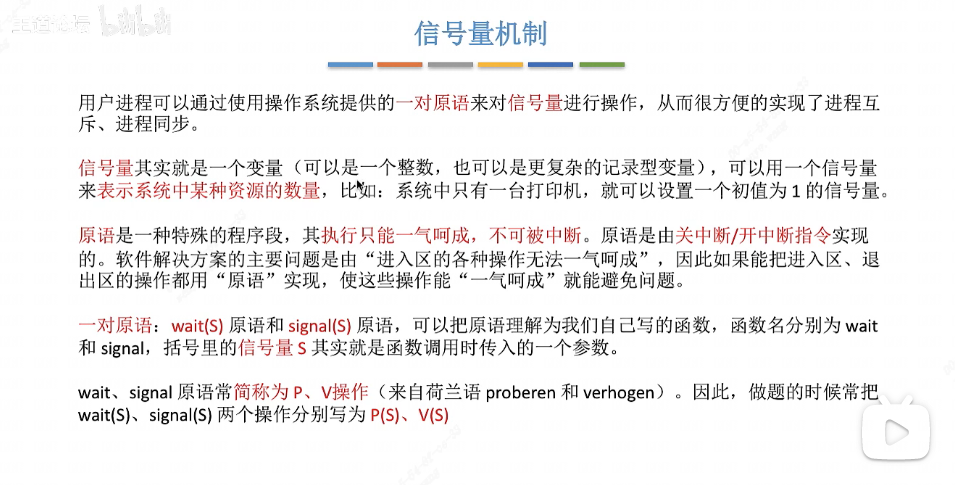 王道论坛 bilibili
信号量机制
用户进程可以通过使用操作系统提供的一对原语来对信号量进行操作，从而很方便的实现了进程互
斥、进程同步。
信号量其实就是一个变量（可以是一个整数，也可以是更复杂的记录型变量），可以用一个信号量
来表示系统中某种资源的数量，比如：系统中只有一台打印机，就可以设置一个初值为 1 的信号量。
原语是一种特殊的程序段，其执行只能一气呵成，不可被中断。原语是由关中断/开中断指令实现
的。软件解决方案的主要问题是由“进入区的各种操作无法一气呵成”，因此如果能把进入区、退
出区的操作都用“原语”实现，使这些操作能“一气呵成”就能避免问题。
一对原语：wait(S) 原语和 signal(S) 原语，可以把原语理解为我们自己写的函数，函数名分别为 wait
和 signal，括号里的信号量 S 其实就是函数调用时传入的一个参数。
wait、signal 原语常简称为 P、V操作（来自荷兰语 proberen 和 verhogen）。因此，做题的时候常把
wait(S)、signal(S) 两个操作分别写为 P(S)、V(S)